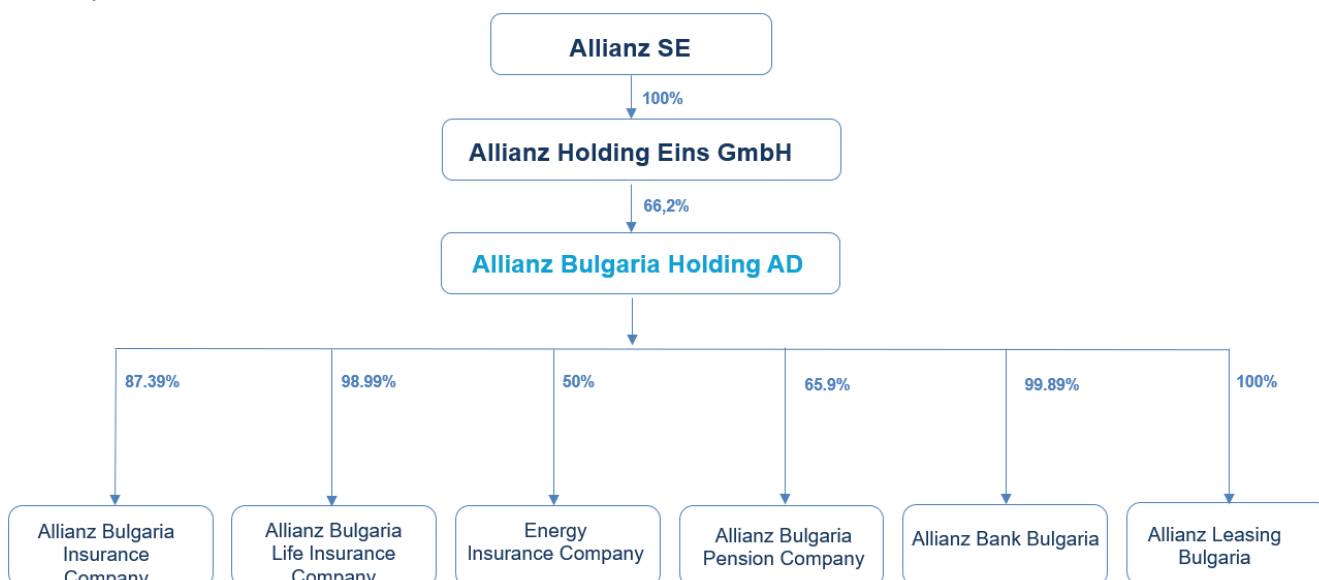 Allianz SE
100%
Allianz Holding Eins GmbH
66,2%
Allianz Bulgaria Holding AD
87.39%
98.99%
50%
65.9%
99.89%
100%
Allianz Bulgaria
Insurance
Company
Allianz Bulgaria
Life Insurance
Company
Energy
Insurance Company
Allianz Bulgaria
Pension Company
Allianz Bank Bulgaria
Allianz Leasing
Bulgaria